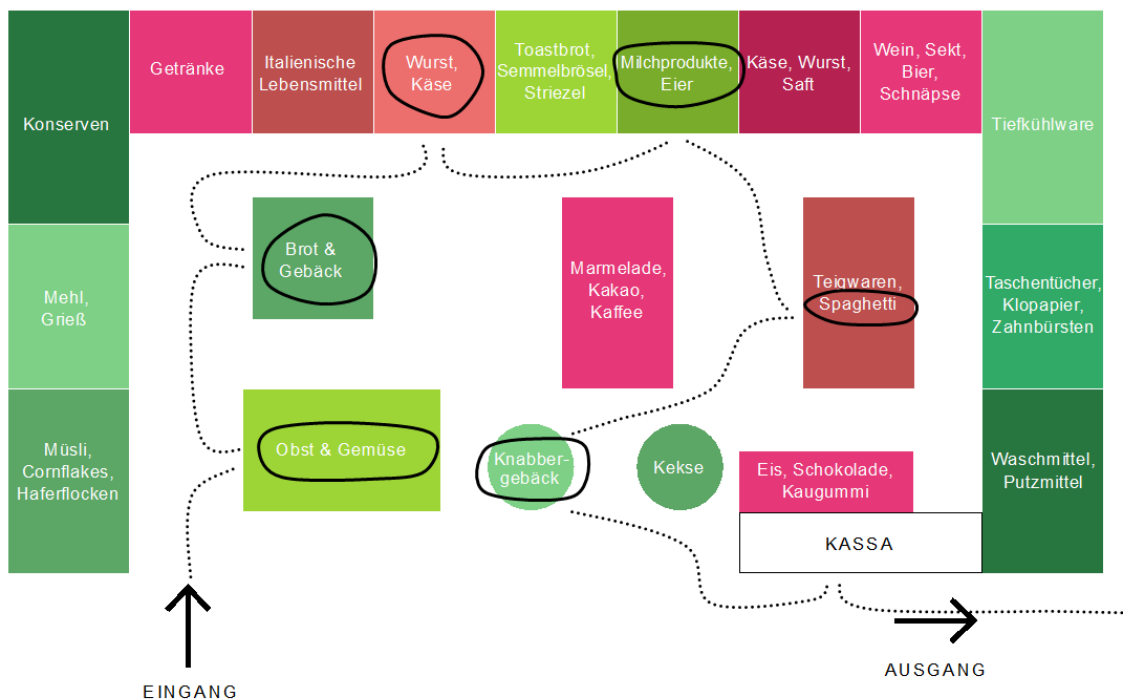 Konserven
Getränke
Italienische
Lebensmittel
Wurst,
Käse
Toastbrot,
Semmelbrösel,
Striezel
Milchprodukte,
Eier
Käse, Wurst,
Saft
Wein, Sekt,
Bier,
Schnäpse
Tiefkühlware
Mehl,
Grieß
Brot &
Gebäck
Marmelade,
Kakao,
Kaffee
Teigwaren,
Spaghetti
Taschentücher,
Klopapier,
Zahnbürsten
Müsli,
Cornflakes,
Haferflocken
Obst & Gemüse
Knabber-
gebäck
Kekse
Eis, Schokolade,
Kaugummi
Waschmittel,
Putzmittel
KASSA
EINGANG
AUSGANG